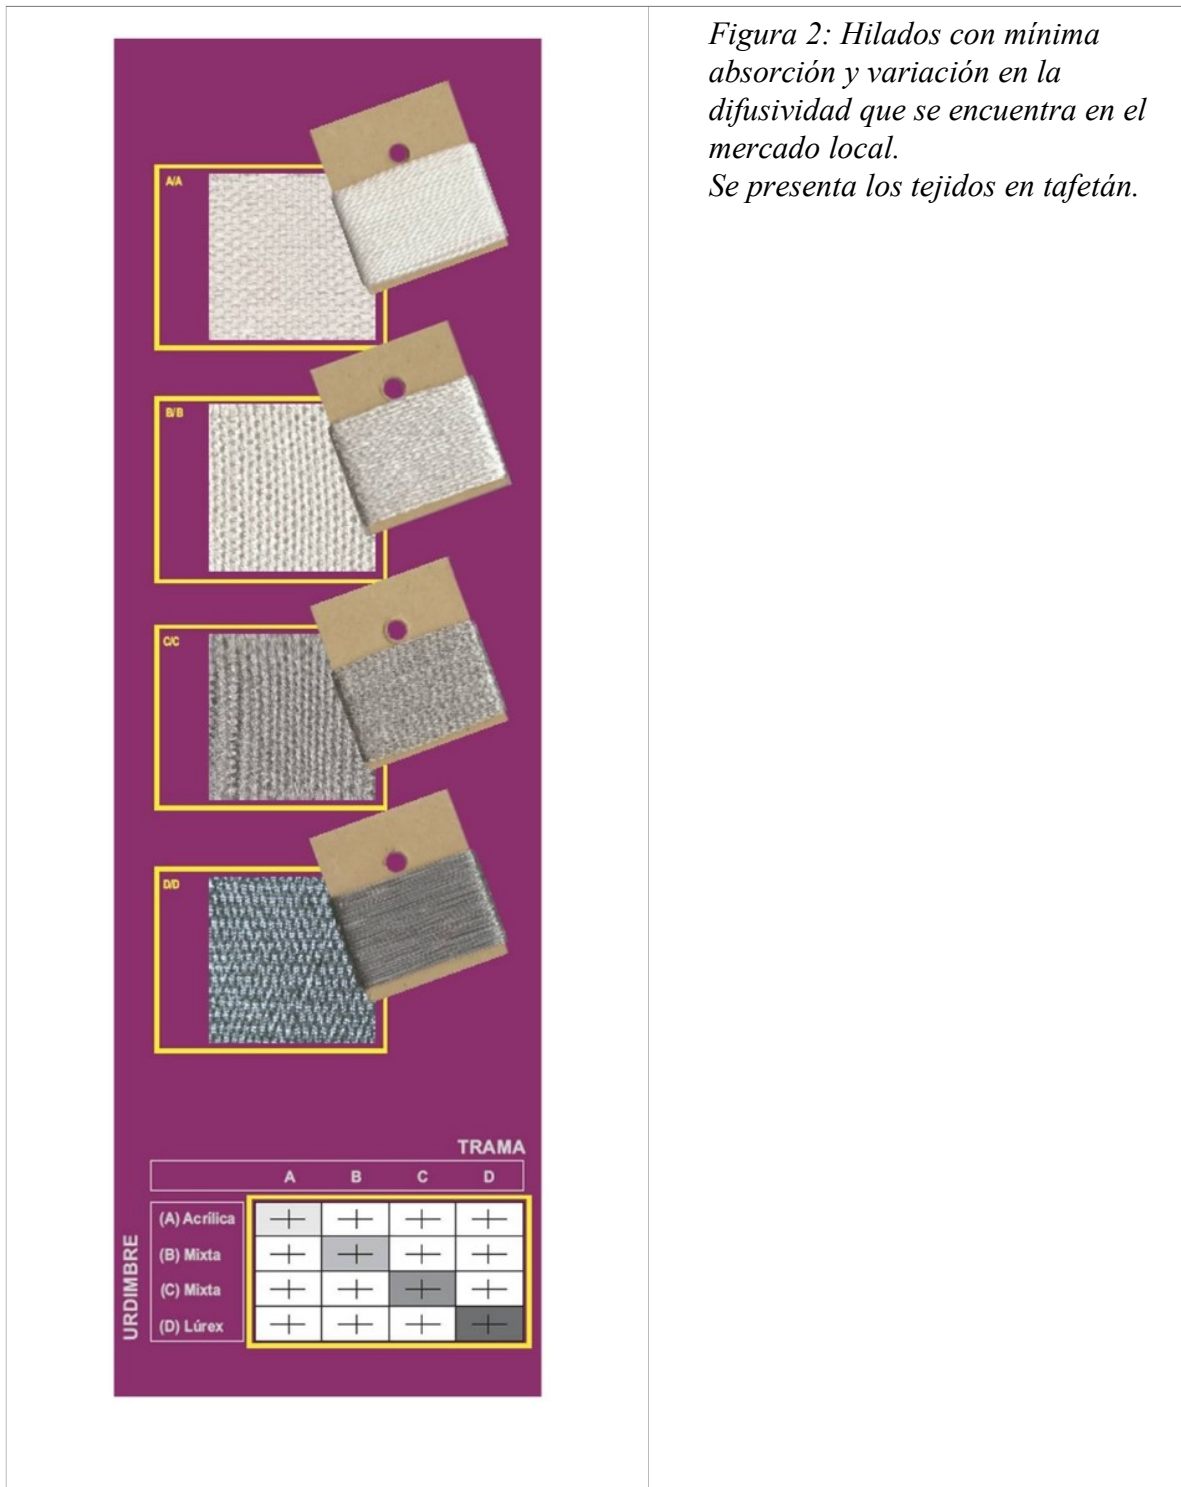 Figura 2: Hilados con mínima
absorción y variación en la
difusividad que se encuentra en el
mercado local.
Se presenta los tejidos en tafetán.
A/A
B/B
C/C
D/D
TRAMA
A B C D
URDIMBRE
(A) Acrílica
(B) Mixta
(C) Mixta
(D) Lúrex